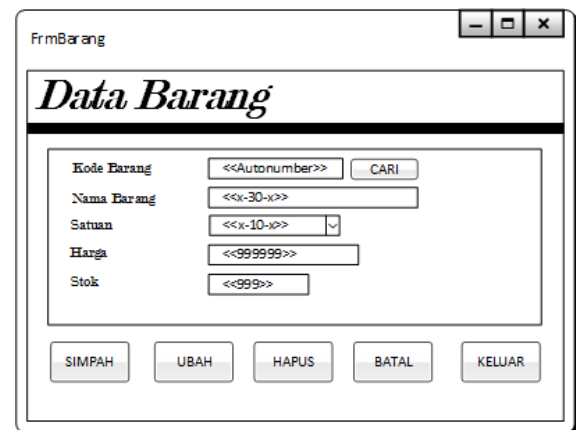 FrmBarang
Data Barang
Kode Barang <<Autonumber>> CARI
Nama Barang <<x-30-x>>
Satuan <<x-10-x>>
Harga <<999999>>
Stok <<999>>
SIMPAH UBAH HAPUS BATAL KELUAR